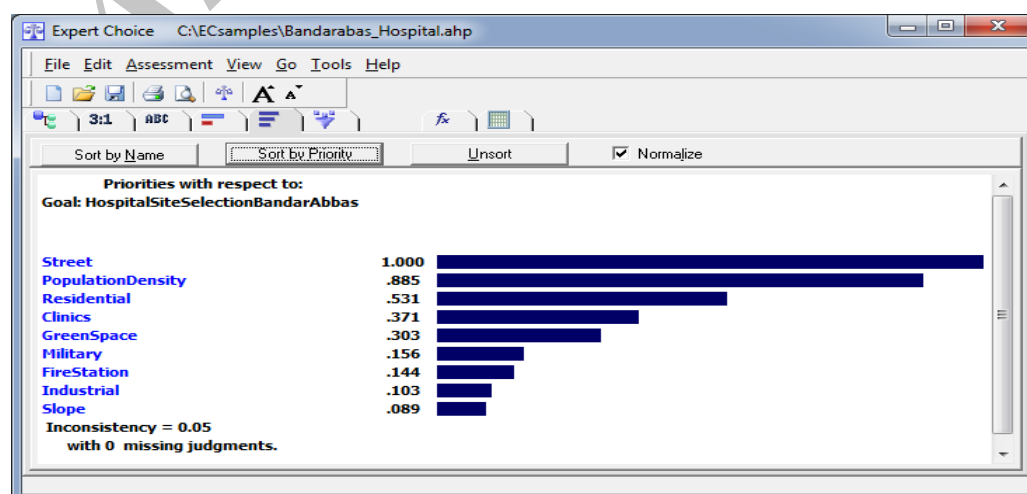 Expert Choice C:\ECsamples\Bandarabas_Hospital.ahp
File Edit Assessment View Go Tools Help
A A
3:1 ABC fx
Sort by Name Sort by Priority Unsort Normalize
Priorities with respect to:
Goal: HospitalSiteSelectionBandarAbbas
Street 1.000
PopulationDensity .885
Residential .531
Clinics .371
GreenSpace .303
Military .156
FireStation .144
Industrial .103
Slope .089
Inconsistency = 0.05
with 0 missing judgments.